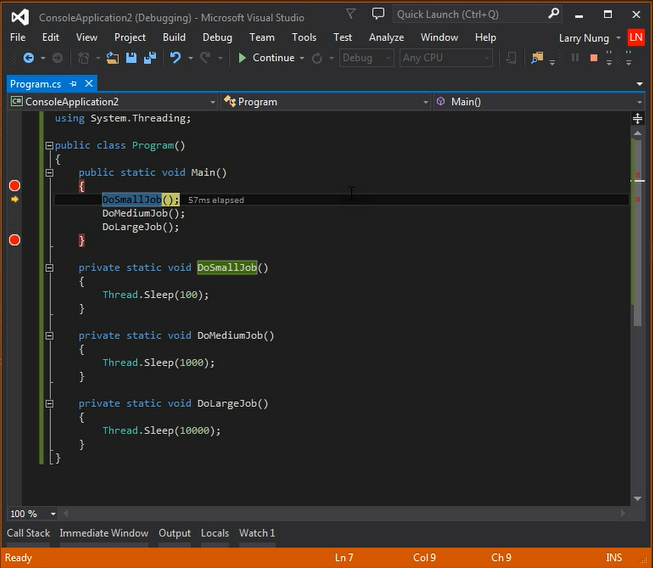 ConsoleApplication2 (Debugging) - Microsoft Visual Studio
Quick Launch (Ctrl+Q)
File Edit View Project Build Debug Team Tools Test Analyze Window Help
Larry Nung LN
Continue Debug Any CPU
Program.cs
ConsoleApplication2 Program Main()
using System.Threading;
public class Program()
{
public static void Main()
{
DoSmallJob(); 57ms elapsed
DoMediumJob();
DoLargeJob();
}
private static void DoSmallJob()
{
Thread.Sleep(100);
}
private static void DoMediumJob()
{
Thread.Sleep(1000);
}
private static void DoLargeJob()
{
Thread.Sleep(10000);
}
}
100 %
Call Stack Immediate Window Output Locals Watch 1
Ready Ln 7 Col 9 Ch 9 INS